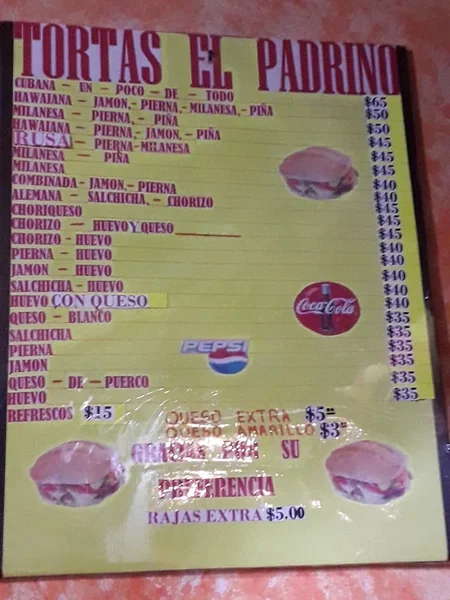 TORTAS EL PADRINO
CUBANA - UN - POCO - DE - TODO $65
HAWAIANA - JAMON,- PIERNA,- MILANESA,- PIÑA $50
MILANESA - PIERNA, - PIÑA $50
HAWAIANA - PIERNA,- JAMON, - PIÑA $45
RUSA - PIERNA-MILANESA $45
MILANESA - PIÑA $45
MILANESA $40
COMBINADA- JAMON,- PIERNA $40
ALEMANA - SALCHICHA, - CHORIZO $45
CHORIQUESO $45
CHORIZO - HUEVO Y QUESO $45
CHORIZO - HUEVO $40
PIERNA - HUEVO $40
JAMON - HUEVO $40
SALCHICHA - HUEVO $40
HUEVO CON QUESO $40
QUESO - BLANCO $35
SALCHICHA $35
PIERNA $35
JAMON $35
QUESO - DE - PUERCO $35
HUEVO $35
Coca-Cola
PEPSI
REFRESCOS $15
QUESO EXTRA $5⁰⁰
QUESO AMARILLO $3⁰⁰
GRACIAS POR SU
PREFERENCIA
RAJAS EXTRA $5.00